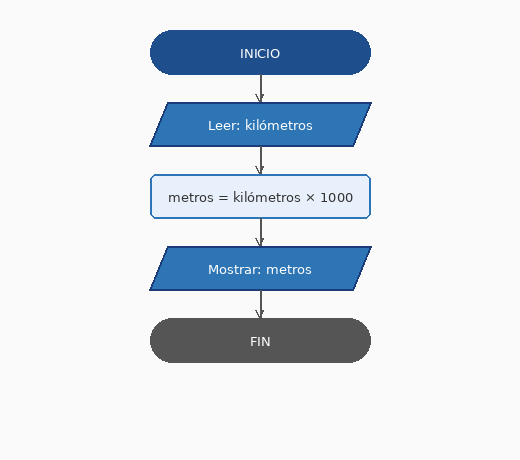 INICIO
Leer: kilómetros
metros = kilómetros × 1000
Mostrar: metros
FIN